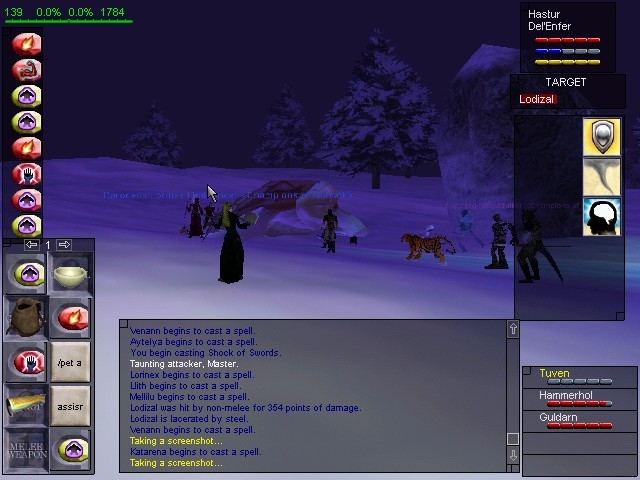 139 0.0% 0.0% 1784
Hastur
Del'Enfer
TARGET
Lodizal
1
/pet a
assisr
MELEE
WEAPON
Venann begins to cast a spell.
Aytelya begins to cast a spell.
You begin casting Shock of Swords.
Taunting attacker, Master.
Lorinex begins to cast a spell.
Llith begins to cast a spell.
Mellilu begins to cast a spell.
Lodizal was hit by non-melee for 354 points of damage.
Lodizal is lacerated by steel.
Venann begins to cast a spell.
Taking a screenshot...
Katarena begins to cast a spell.
Taking a screenshot...
Tuven
Hammerhol
Guldarn